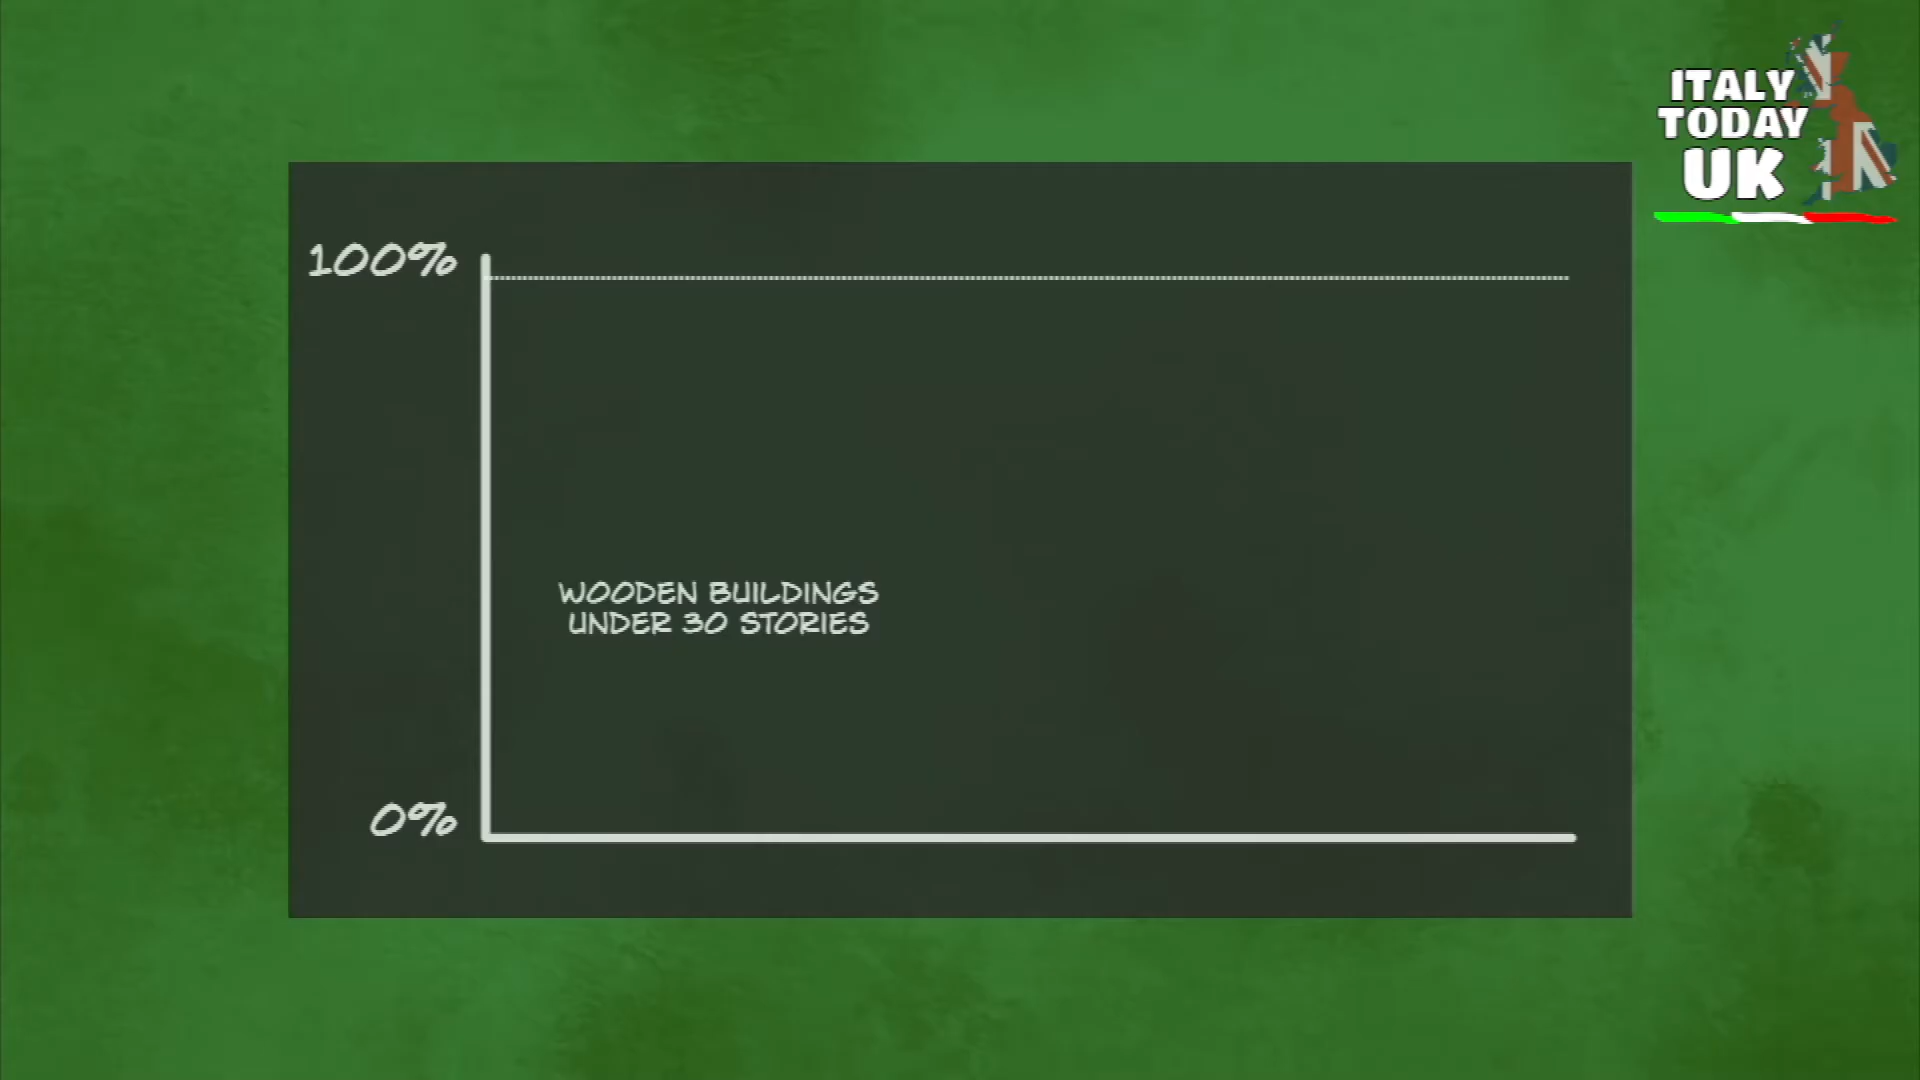 ITALY
TODAY
UK
100%
WOODEN BUILDINGS
UNDER 30 STORIES
0%